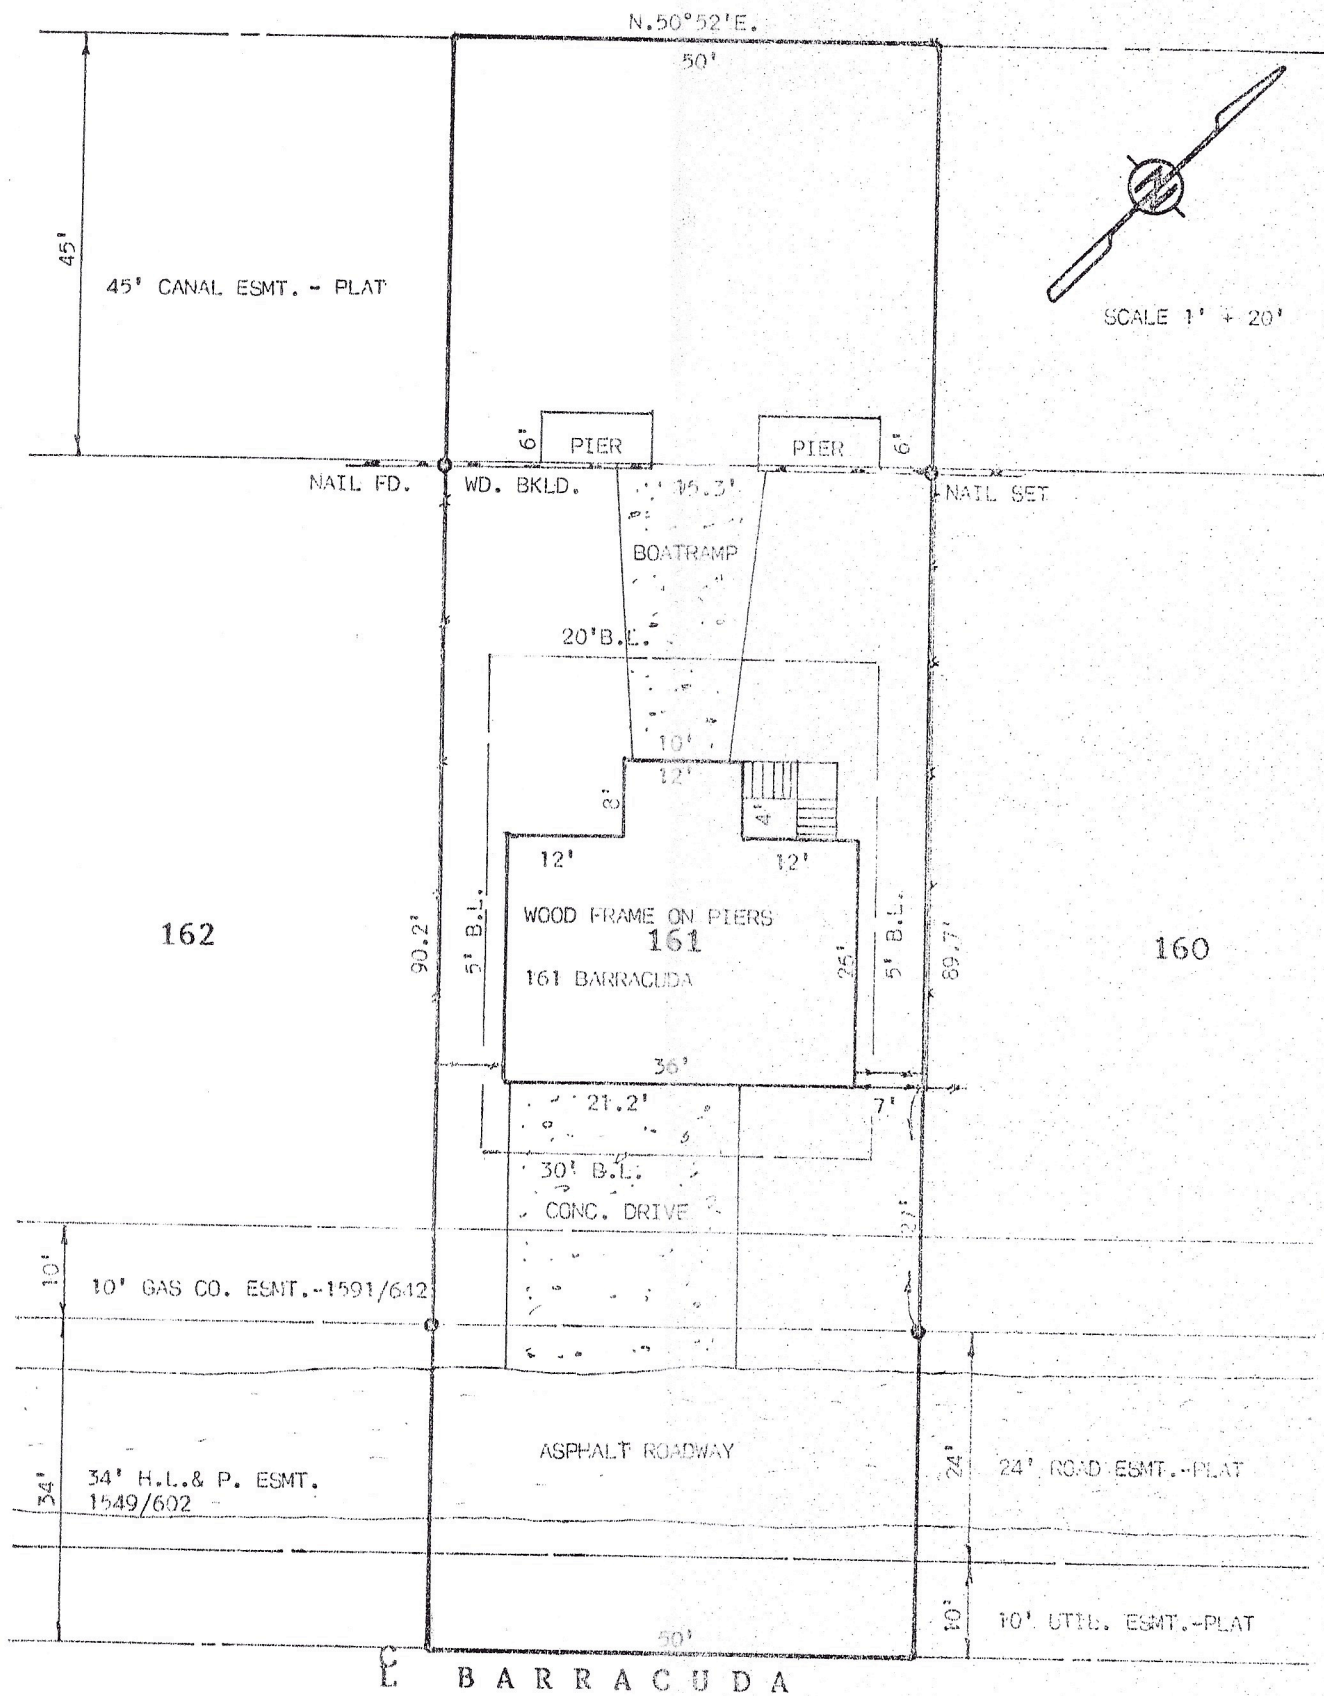 N.50°52'E.
50'
45'
45' CANAL ESMT. - PLAT
N
SCALE 1' + 20'
6'
PIER
PIER
6'
NAIL FD.
WD. BKLD.
15.3'
NAIL SET
BOATRAMP
20'B.L.
10'
12'
8'
4'
12'
12'
162
90.2'
5' B.L.
WOOD FRAME ON PIERS
161
161 BARRACUDA
25'
5' B.L.
89.7'
160
36'
21.2'
7'
30' B.L.
CONC. DRIVE
27'
10'
10' GAS CO. ESMT.-1591/642
ASPHALT ROADWAY
34'
34' H.L.& P. ESMT.
1549/602
24'
24' ROAD ESMT.-PLAT
10'
10' UTIL. ESMT.-PLAT
50'
CL BARRACUDA